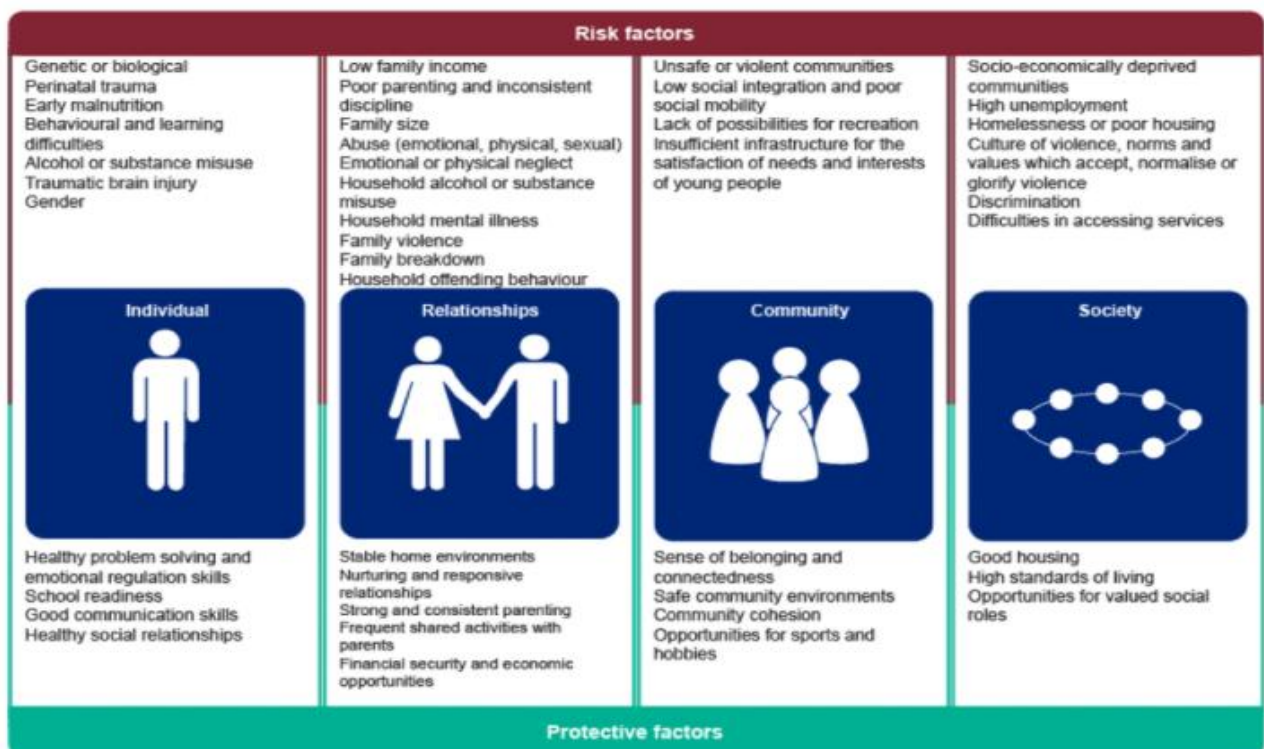 Risk factors
Genetic or biological
Perinatal trauma
Early malnutrition
Behavioural and learning
difficulties
Alcohol or substance misuse
Traumatic brain injury
Gender
Low family income
Poor parenting and inconsistent
discipline
Family size
Abuse (emotional, physical, sexual)
Emotional or physical neglect
Household alcohol or substance
misuse
Household mental illness
Family violence
Family breakdown
Household offending behaviour
Unsafe or violent communities
Low social integration and poor
social mobility
Lack of possibilities for recreation
Insufficient infrastructure for the
satisfaction of needs and interests
of young people
Socio-economically deprived
communities
High unemployment
Homelessness or poor housing
Culture of violence, norms and
values which accept, normalise or
glorify violence
Discrimination
Difficulties in accessing services
Individual
Relationships
Community
Society
Healthy problem solving and
emotional regulation skills
School readiness
Good communication skills
Healthy social relationships
Stable home environments
Nurturing and responsive
relationships
Strong and consistent parenting
Frequent shared activities with
parents
Financial security and economic
opportunities
Sense of belonging and
connectedness
Safe community environments
Community cohesion
Opportunities for sports and
hobbies
Good housing
High standards of living
Opportunities for valued social
roles
Protective factors